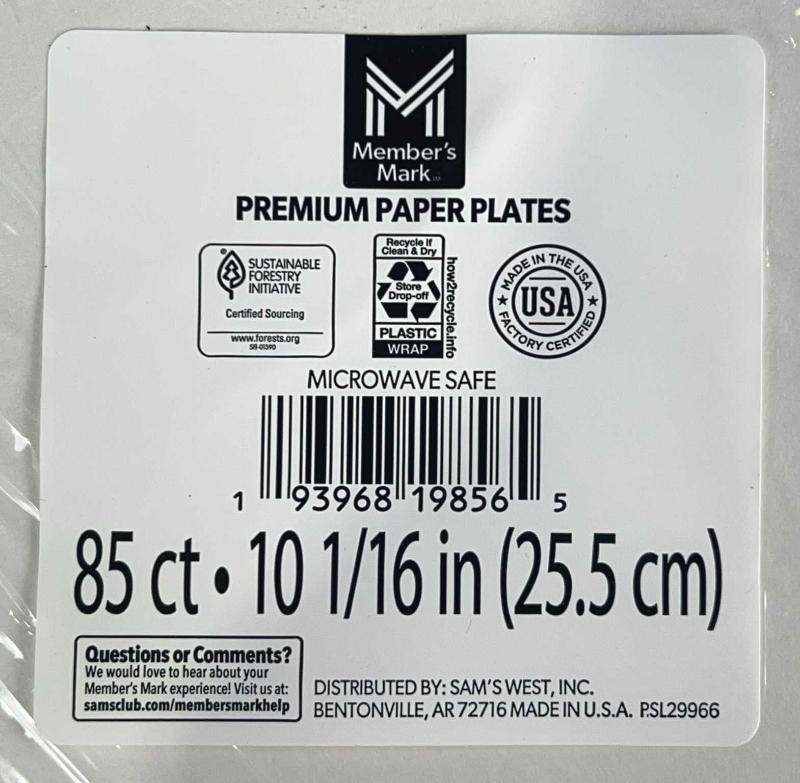 Member's
Mark™
PREMIUM PAPER PLATES
SUSTAINABLE
FORESTRY
INITIATIVE
Certified Sourcing
www.forests.org
SFI-01390
Recycle If
Clean & Dry
Store
Drop-off
PLASTIC
WRAP
how2recycle.info
MADE IN THE USA
USA
FACTORY CERTIFIED
MICROWAVE SAFE
1 93968 19856 5
85 ct • 10 1/16 in (25.5 cm)
Questions or Comments?
We would love to hear about your
Member's Mark experience! Visit us at:
samsclub.com/membersmarkhelp
DISTRIBUTED BY: SAM'S WEST, INC.
BENTONVILLE, AR 72716 MADE IN U.S.A. PSL29966